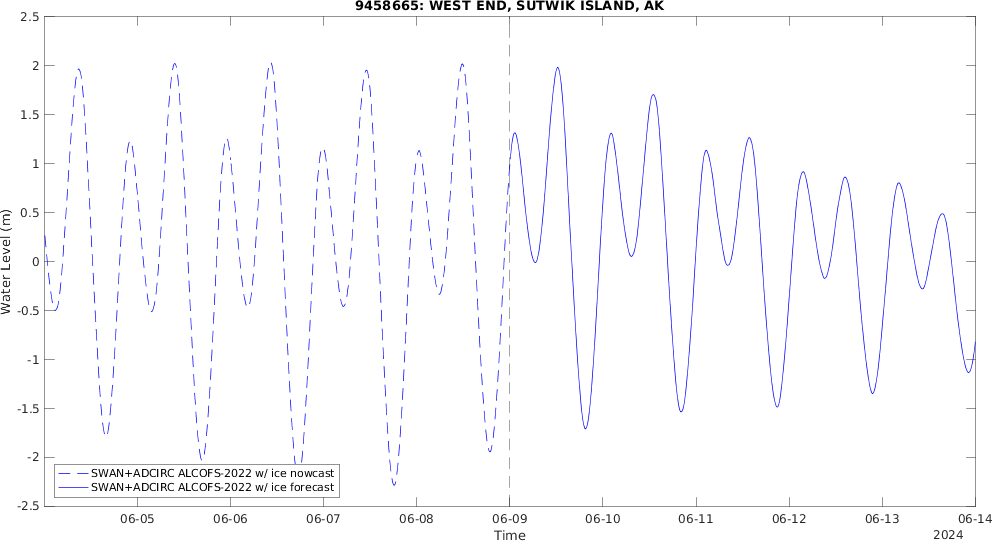 9458665: WEST END, SUTWIK ISLAND, AK
2.5
2
1.5
1
0.5
0
-0.5
-1
-1.5
-2
-2.5
Water Level (m)
SWAN+ADCIRC ALCOFS-2022 w/ ice nowcast
SWAN+ADCIRC ALCOFS-2022 w/ ice forecast
06-05 06-06 06-07 06-08 06-09 06-10 06-11 06-12 06-13 06-14
Time
2024